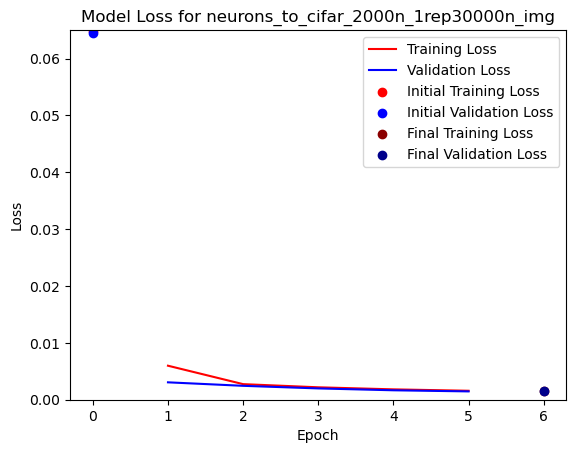 Model Loss for neurons_to_cifar_2000n_1rep30000n_img
Training Loss
Validation Loss
Initial Training Loss
Initial Validation Loss
Final Training Loss
Final Validation Loss
Loss
0.06
0.05
0.04
0.03
0.02
0.01
0.00
0 1 2 3 4 5 6
Epoch